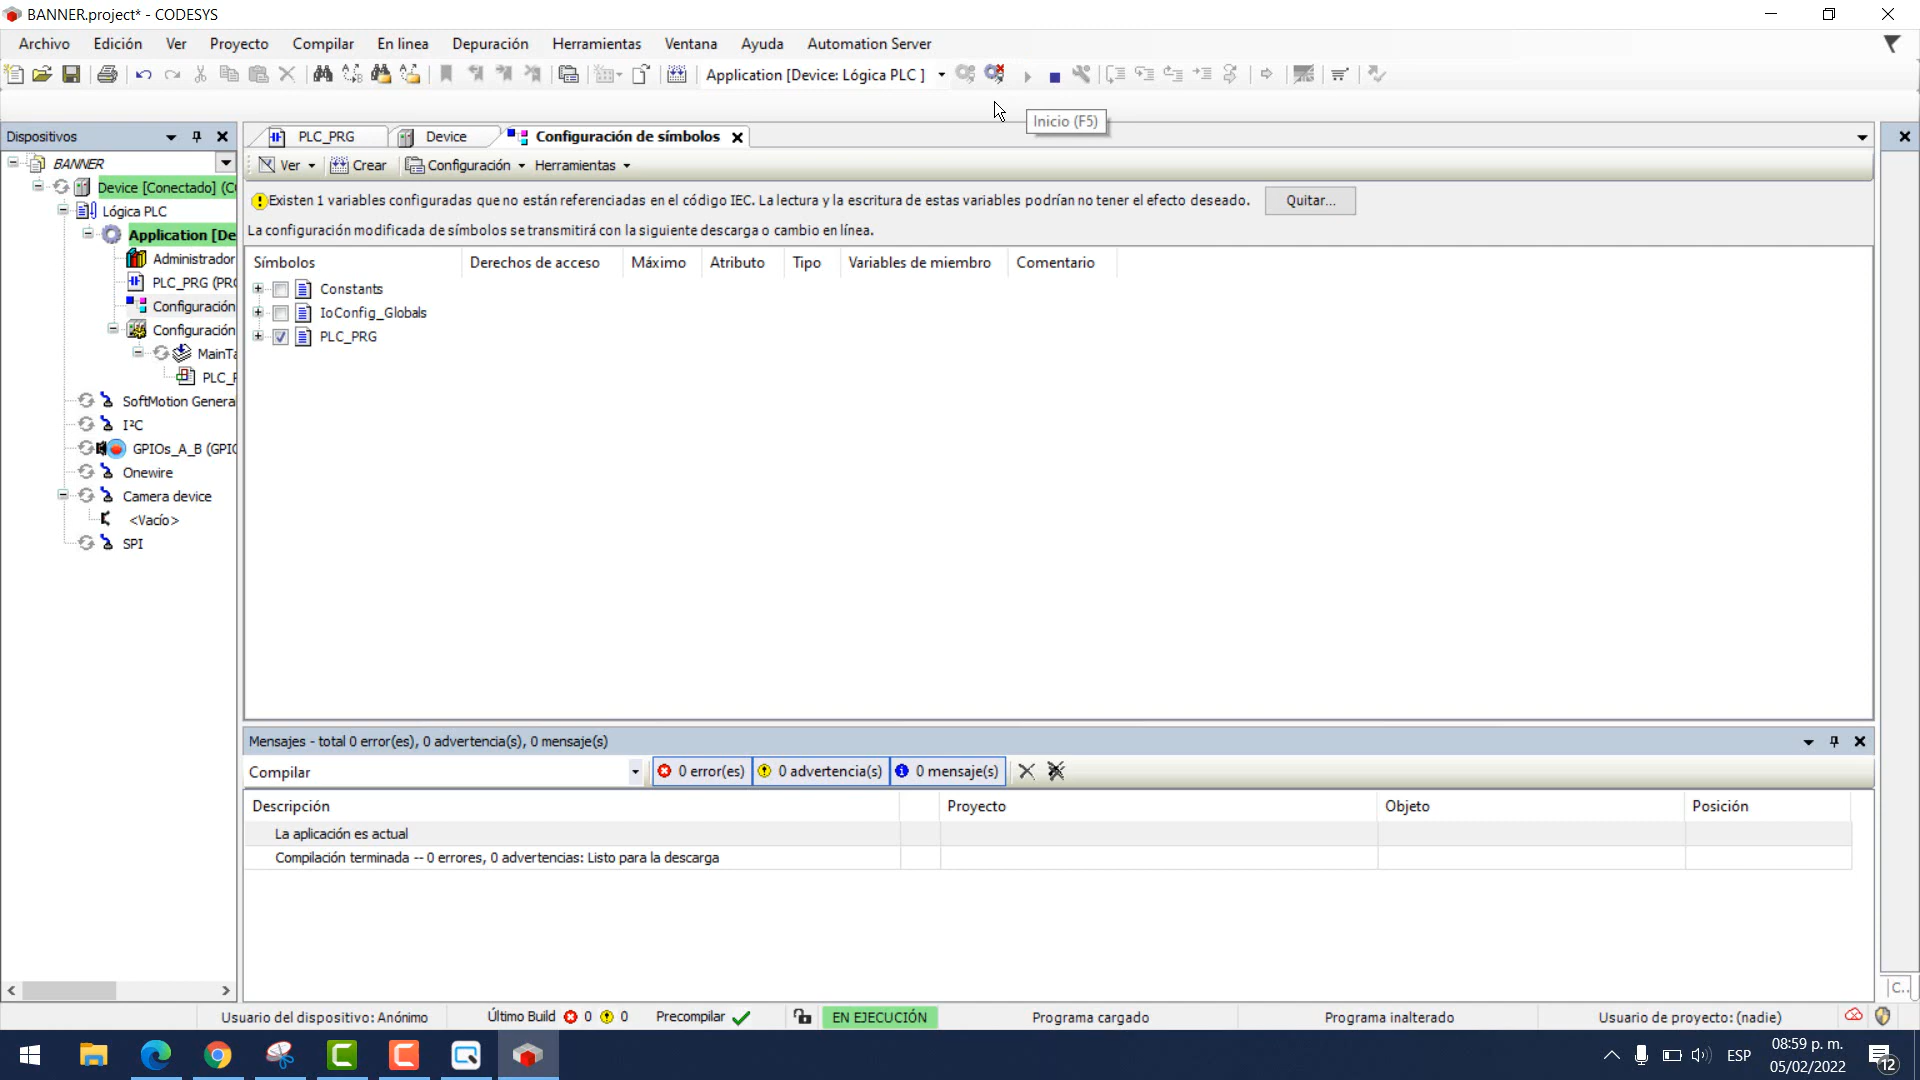 BANNER.project* - CODESYS
Archivo Edición Ver Proyecto Compilar En linea Depuración Herramientas Ventana Ayuda Automation Server
Application [Device: Lógica PLC ]
Inicio (F5)
Dispositivos
BANNER
Device [Conectado] (C
Lógica PLC
Application [De
Administrador
PLC_PRG (PR
Configuración
Configuración
MainT
PLC_
SoftMotion Genera
I²C
GPIOs_A_B (GPI
Onewire
Camera device
<Vacío>
SPI
PLC_PRG Device Configuración de símbolos
Ver Crear Configuración Herramientas
Existen 1 variables configuradas que no están referenciadas en el código IEC. La lectura y la escritura de estas variables podrían no tener el efecto deseado. Quitar...
La configuración modificada de símbolos se transmitirá con la siguiente descarga o cambio en línea.
Símbolos Derechos de acceso Máximo Atributo Tipo Variables de miembro Comentario
Constants
IoConfig_Globals
PLC_PRG
Mensajes - total 0 error(es), 0 advertencia(s), 0 mensaje(s)
Compilar 0 error(es) 0 advertencia(s) 0 mensaje(s)
Descripción Proyecto Objeto Posición
La aplicación es actual
Compilación terminada -- 0 errores, 0 advertencias: Listo para la descarga
C..
Usuario del dispositivo: Anónimo Último Build 0 0 Precompilar EN EJECUCIÓN Programa cargado Programa inalterado Usuario de proyecto: (nadie)
ESP
08:59 p. m.
05/02/2022
12